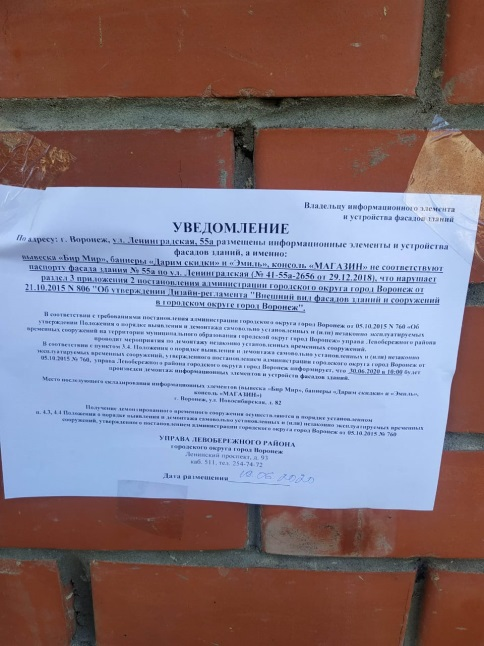 Владельцу информационного элемента
и устройства фасадов зданий
УВЕДОМЛЕНИЕ
По адресу: г. Воронеж, ул. Ленинградская, 55а размещены информационные элементы и устройства
фасадов зданий, а именно:
вывеска «Бир Мир», баннеры «Дарим скидки» и «Эмиль», консоль «МАГАЗИН» не соответствуют
паспорту фасада здания № 55а по ул. Ленинградская (№ 41-55а-2656 от 29.12.2018), что нарушает
раздел 3 приложения 2 постановления администрации городского округа город Воронеж от
21.10.2015 N 806 "Об утверждении Дизайн-регламента "Внешний вид фасадов зданий и сооружений
в городском округе город Воронеж".
В соответствии с требованиями постановления администрации городского округа город Воронеж от 05.10.2015 № 760 «Об
утверждении Положения о порядке выявления и демонтажа самовольно установленных и (или) незаконно эксплуатируемых
временных сооружений на территории муниципального образования городской округ город Воронеж» управа Левобережного района
проводит мероприятия по демонтажу незаконно установленных временных сооружений.
В соответствии с пунктом 3.4. Положения о порядке выявления и демонтажа самовольно установленных и (или) незаконно
эксплуатируемых временных сооружений, утвержденного постановлением администрации городского округа город Воронеж от
05.10.2015 № 760, управа Левобережного района городского округа город Воронеж информирует, что 30.06.2020 в 10:00 будет
произведен демонтаж информационных элементов и устройств фасадов зданий.
Место последующего складирования информационных элементов (вывеска «Бир Мир», баннеры «Дарим скидки» и «Эмиль»,
консоль «МАГАЗИН»)
г. Воронеж, ул. Новосибирская, д. 82
Получение демонтированного временного сооружения осуществляются в порядке установленном
п. 4.3, 4.4 Положения о порядке выявления и демонтажа самовольно установленных и (или) незаконно эксплуатируемых временных
сооружений, утвержденного постановлением администрации городского округа город Воронеж от 05.10.2015 № 760
УПРАВА ЛЕВОБЕРЕЖНОГО РАЙОНА
городского округа город Воронеж
Ленинский проспект, д. 93
каб. 511, тел. 254-74-72
Дата размещения 19.06.2020